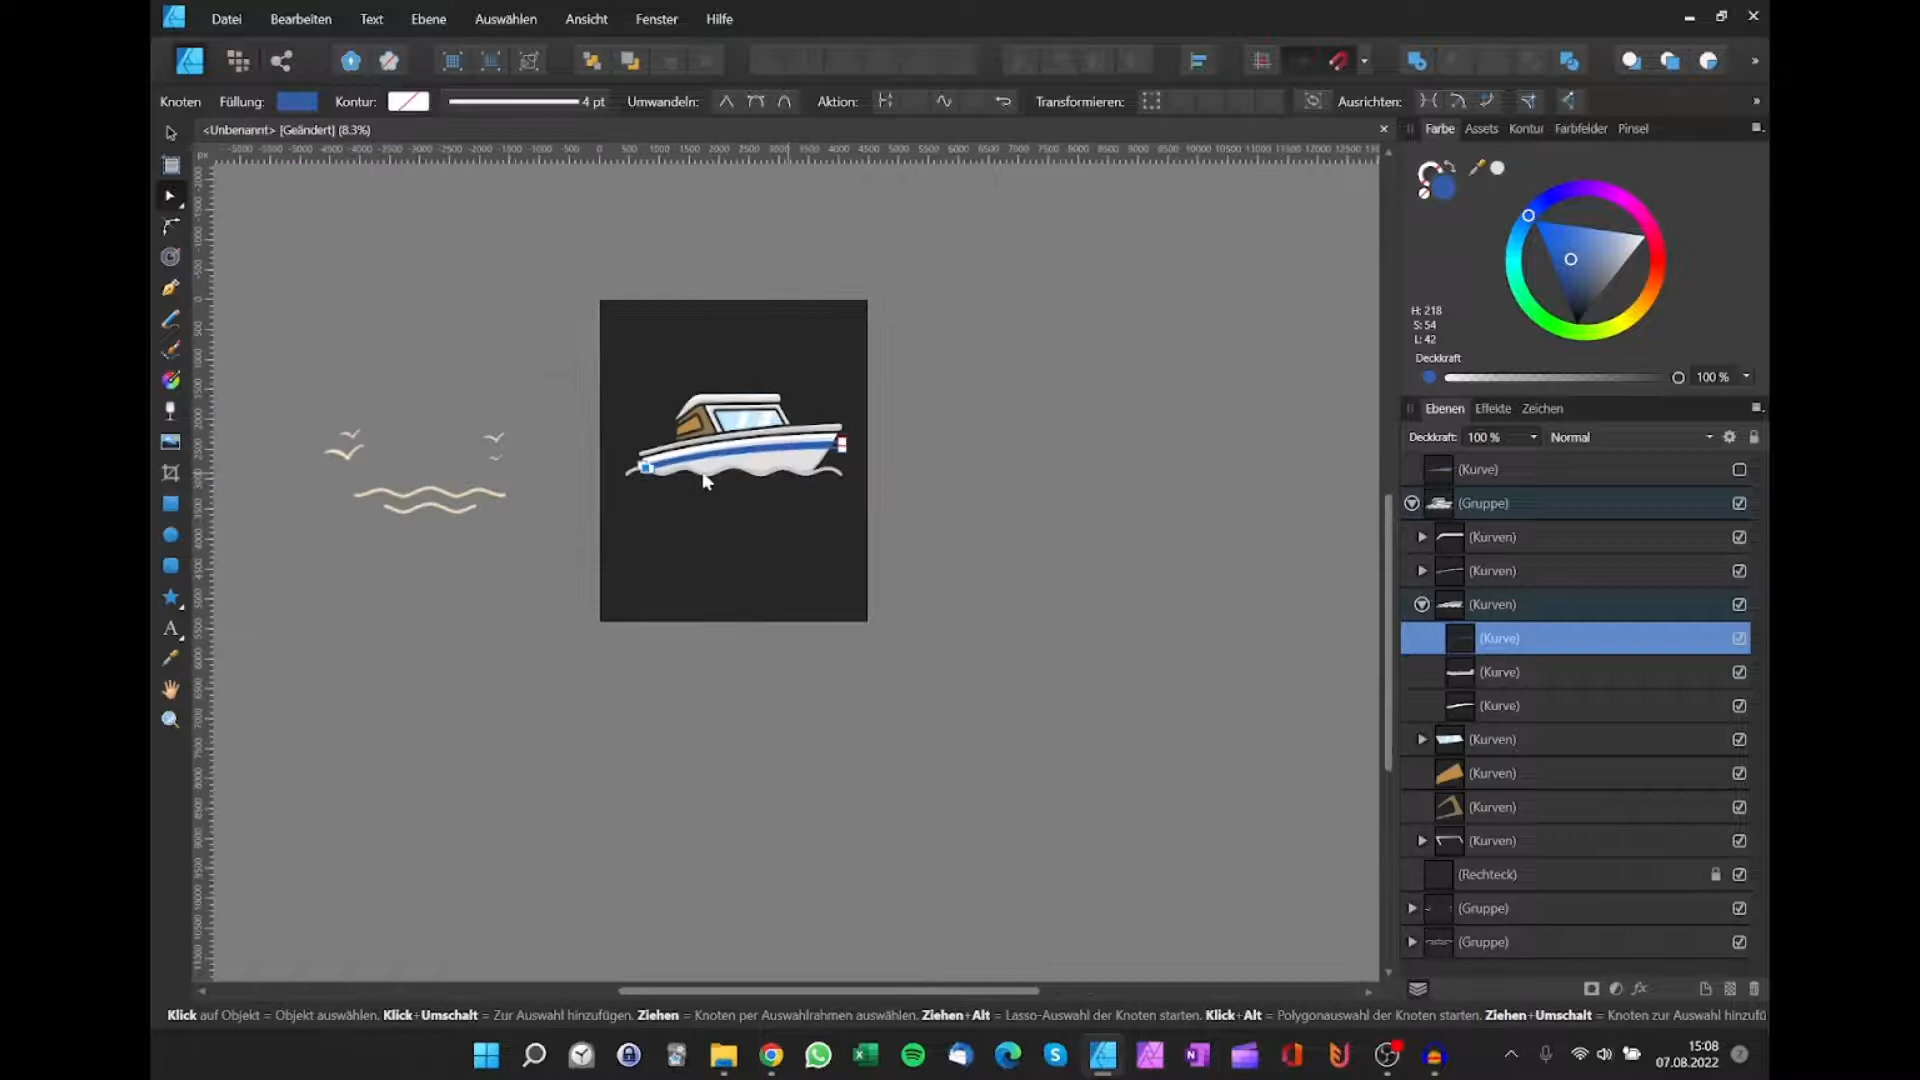 Datei Bearbeiten Text Ebene Auswählen Ansicht Fenster Hilfe
Knoten Füllung: Kontur: 4 pt Umwandeln: Aktion: Transformieren: Ausrichten:
<Unbenannt> [Geändert] (8.3%)
Farbe Assets Kontur Farbfelder Pinsel
px
H: 218
S: 54
L: 42
Deckkraft
100 %
Ebenen Effekte Zeichen
Deckkraft: 100 % Normal
(Kurve)
(Gruppe)
(Kurven)
(Kurven)
(Kurven)
(Kurve)
(Kurve)
(Kurve)
(Kurven)
(Kurven)
(Kurven)
(Kurven)
(Rechteck)
(Gruppe)
(Gruppe)
Klick auf Objekt = Objekt auswählen. Klick+Umschalt = Zur Auswahl hinzufügen. Ziehen = Knoten per Auswahlrahmen auswählen. Ziehen+Alt = Lasso-Auswahl der Knoten starten. Klick+Alt = Polygonauswahl der Knoten starten. Ziehen+Umschalt = Knoten zur Auswahl hinzufü
15:08
07.08.2022